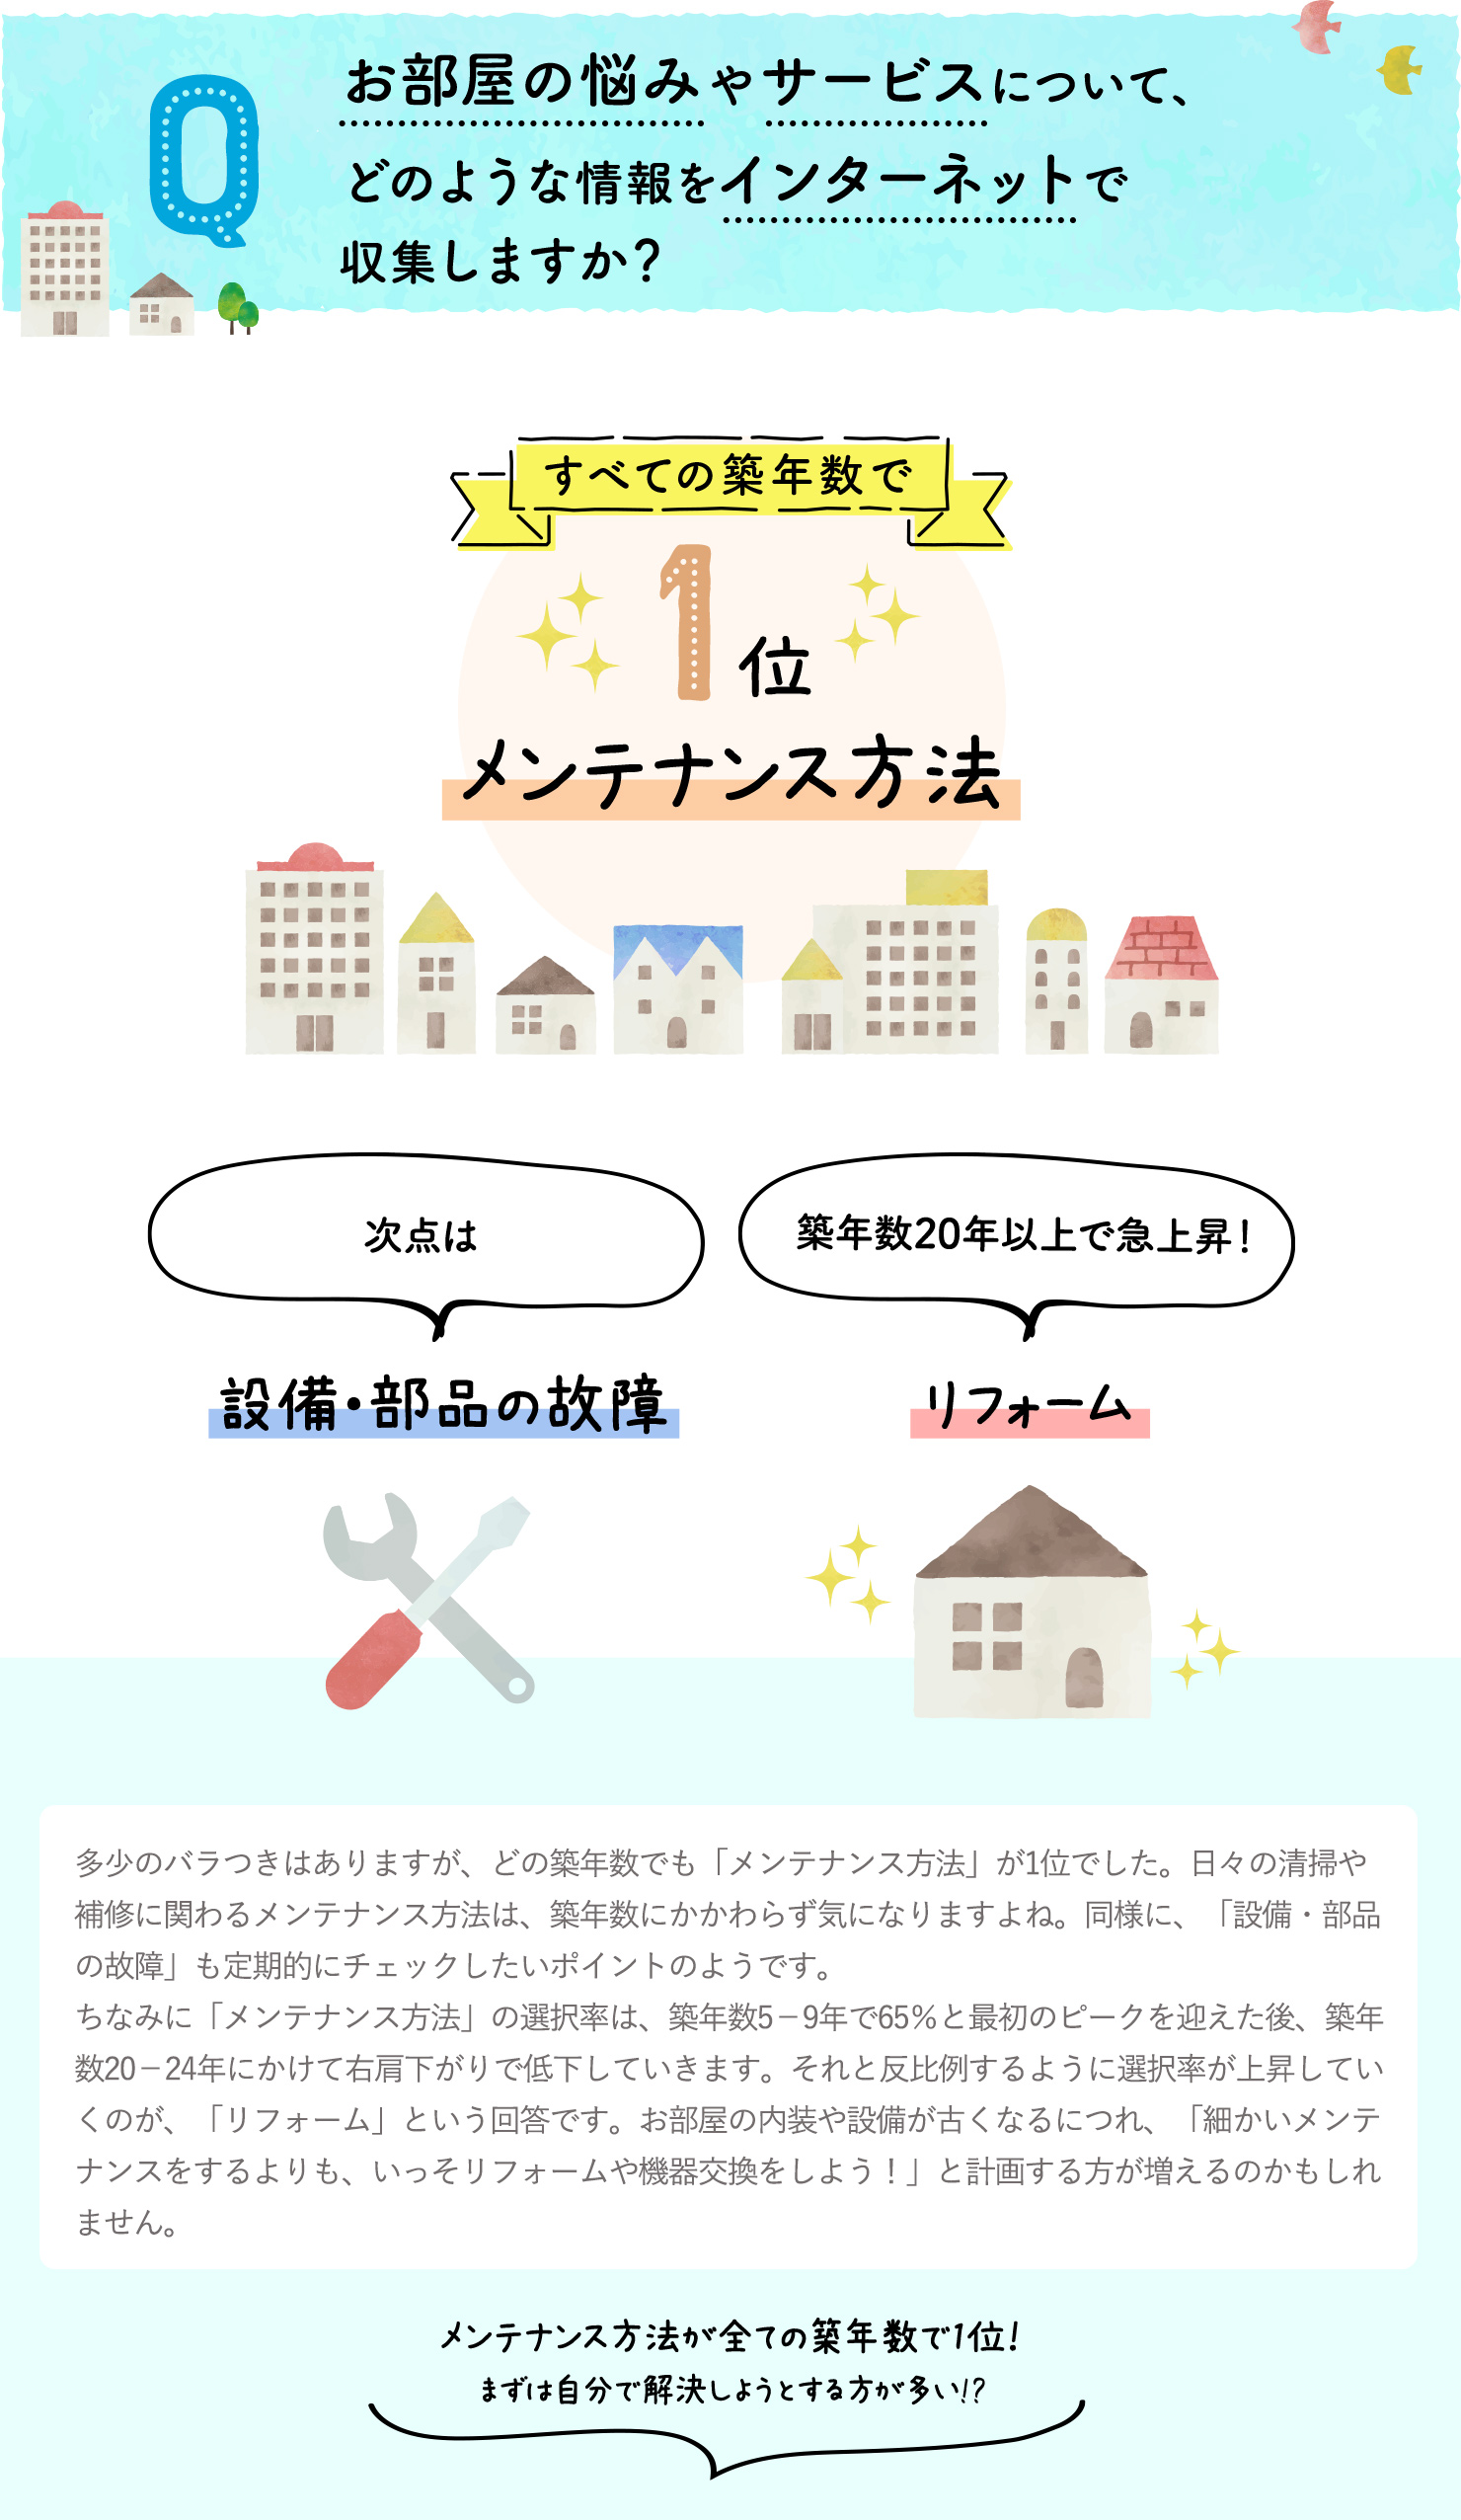 Q
お部屋の悩みやサービスについて、
どのような情報をインターネットで
収集しますか?
すべての築年数で
1位
メンテナンス方法
次点は
設備・部品の故障
築年数20年以上で急上昇!
リフォーム
多少のバラつきはありますが、どの築年数でも「メンテナンス方法」が1位でした。日々の清掃や
補修に関わるメンテナンス方法は、築年数にかかわらず気になりますよね。同様に、「設備・部品
の故障」も定期的にチェックしたいポイントのようです。
ちなみに「メンテナンス方法」の選択率は、築年数5−9年で65%と最初のピークを迎えた後、築年
数20−24年にかけて右肩下がりで低下していきます。それと反比例するように選択率が上昇してい
くのが、「リフォーム」という回答です。お部屋の内装や設備が古くなるにつれ、「細かいメンテ
ナンスをするよりも、いっそリフォームや機器交換をしよう！」と計画する方が増えるのかもしれ
ません。
メンテナンス方法が全ての築年数で1位!
まずは自分で解決しようとする方が多い!?